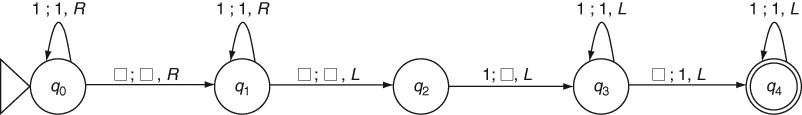 1 ; 1, R
1 ; 1, R
1 ; 1, L
1 ; 1, L
q0
□; □, R
q1
□; □, L
q2
1; □, L
q3
□; 1, L
q4